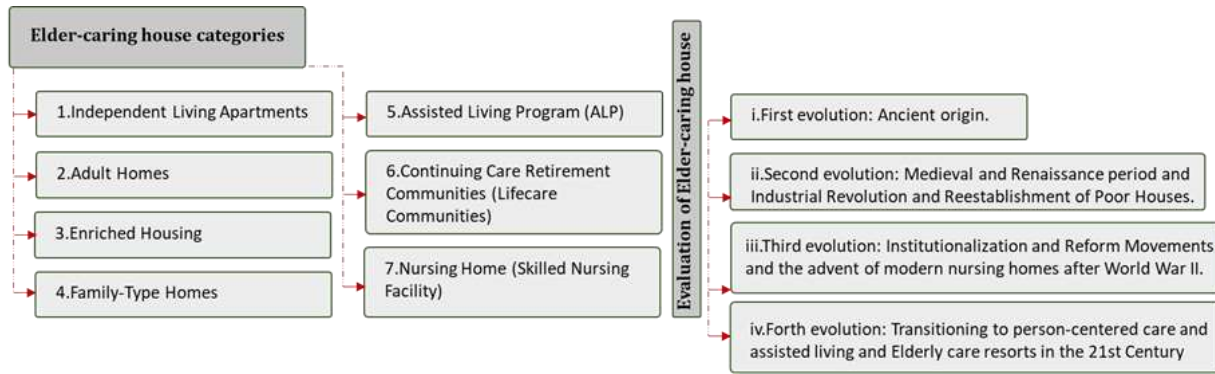 Elder-caring house categories
1.Independent Living Apartments
2.Adult Homes
3.Enriched Housing
4.Family-Type Homes
5.Assisted Living Program (ALP)
6.Continuing Care Retirement
Communities (Lifecare
Communities)
7.Nursing Home (Skilled Nursing
Facility)
Evaluation of Elder-caring house
i.First evolution: Ancient origin.
ii.Second evolution: Medieval and Renaissance period and
Industrial Revolution and Reestablishment of Poor Houses.
iii.Third evolution: Institutionalization and Reform Movements
and the advent of modern nursing homes after World War II.
iv.Forth evolution: Transitioning to person-centered care and
assisted living and Elderly care resorts in the 21st Century